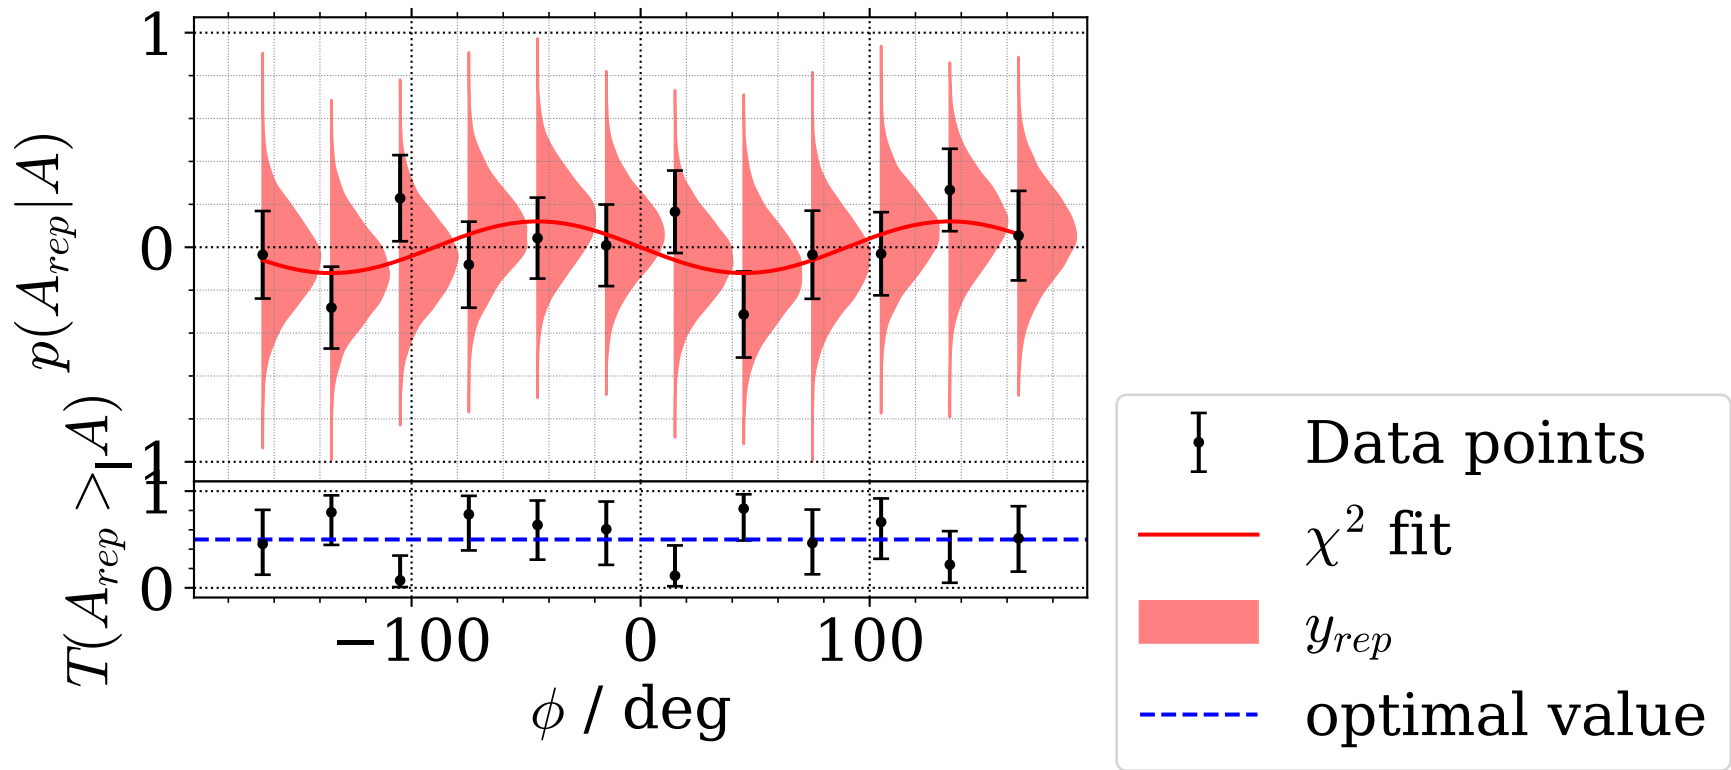 p(A_rep|A)
1
0
−1
T(A_rep > A)
1
0
−100 0 100
ϕ / deg
Data points
χ² fit
y_rep
optimal value